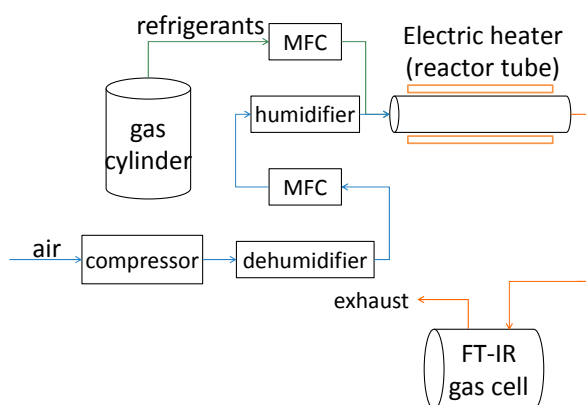 refrigerants
MFC
Electric heater
(reactor tube)
gas
cylinder
humidifier
MFC
air
compressor
dehumidifier
exhaust
FT-IR
gas cell